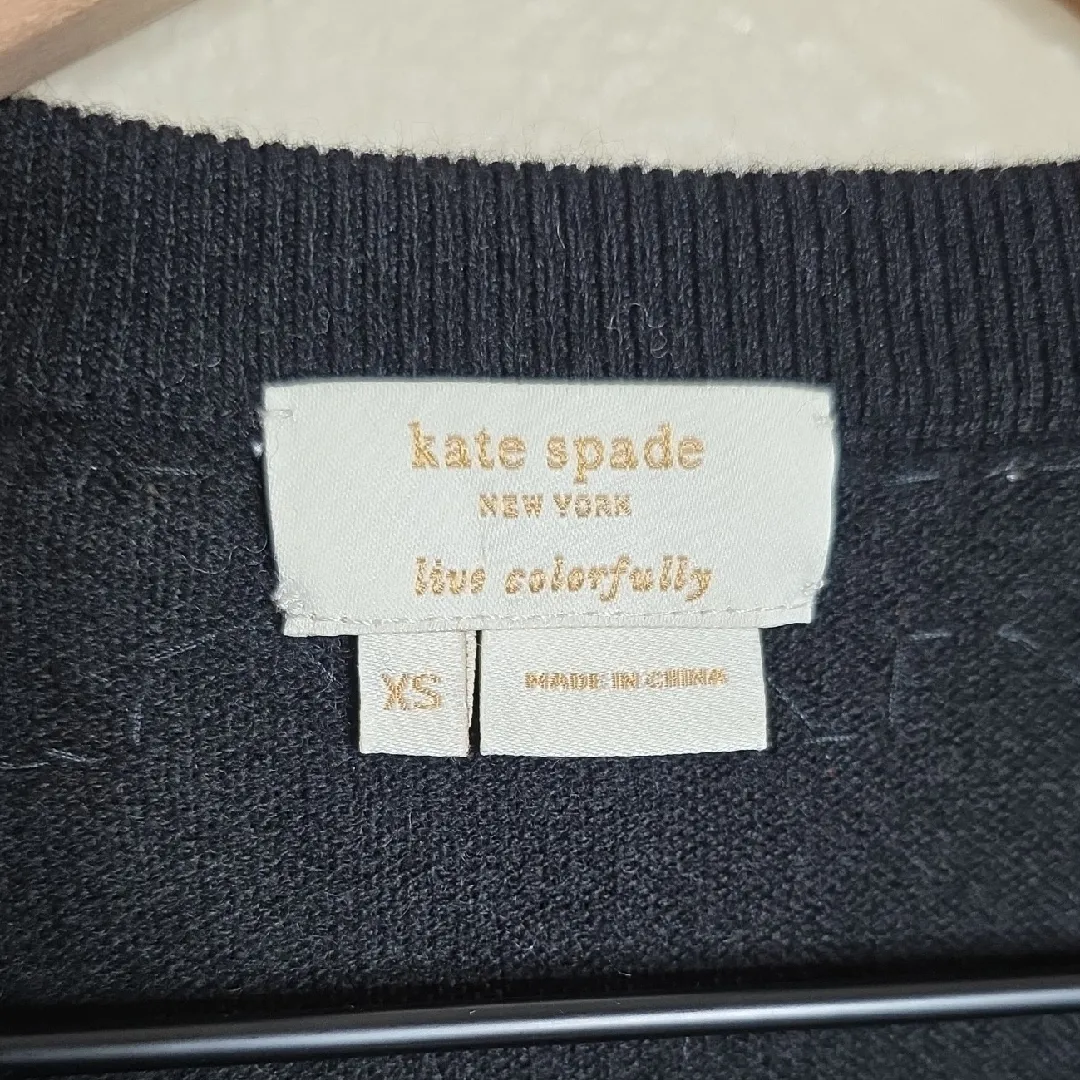 kate spade
NEW YORK
live colorfully
XS
MADE IN CHINA